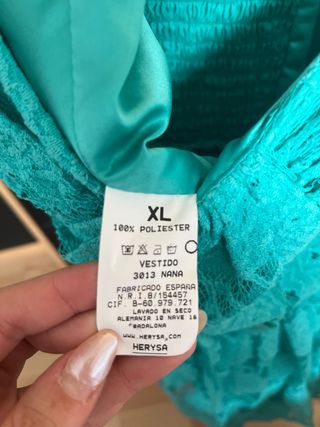 XL
100% POLIESTER
VESTIDO
3013 NANA
FABRICADO ESPAÑA
N.R.I.8/154457
CIF. B-60.979.721
LAVADO EN SECO
ALEMANIA 10 NAVE 16
BADALONA
WWW.HERYSA.COM
HERYSA